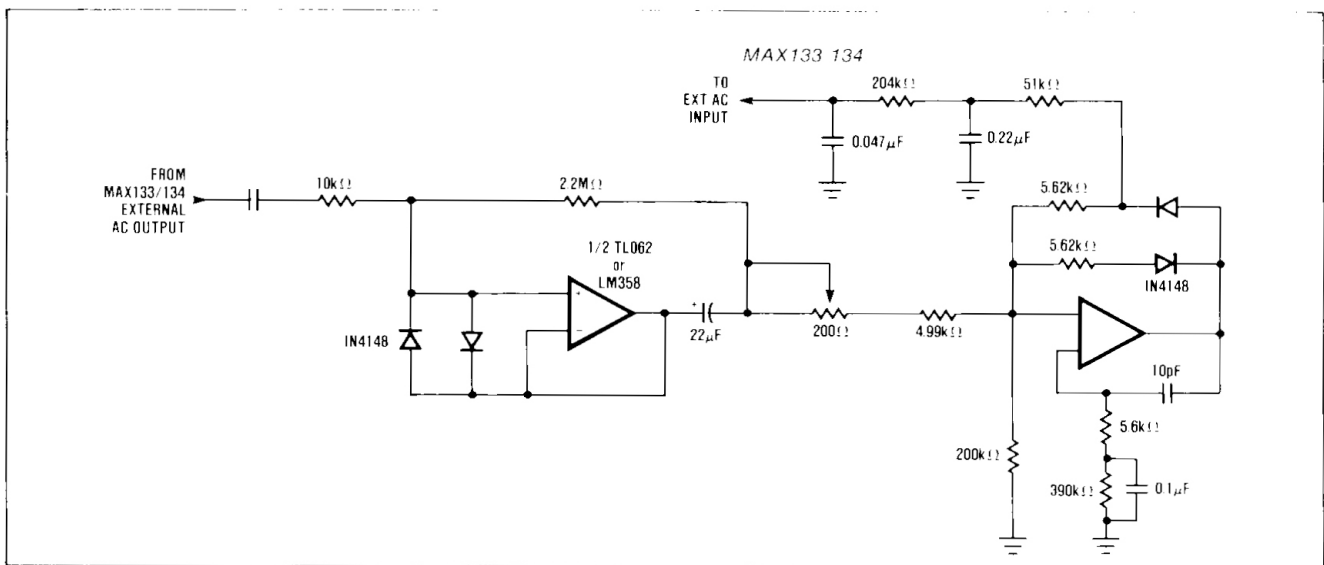 MAX133 134
TO
EXT AC
INPUT
204kΩ
51kΩ
0.047µF
0.22µF
FROM
MAX133/134
EXTERNAL
AC OUTPUT
10kΩ
2.2MΩ
5.62kΩ
5.62kΩ
IN4148
1/2 TL062
or
LM358
+
−
IN4148
+
22µF
200Ω
4.99kΩ
10pF
5.6kΩ
200kΩ
390kΩ
0.1µF